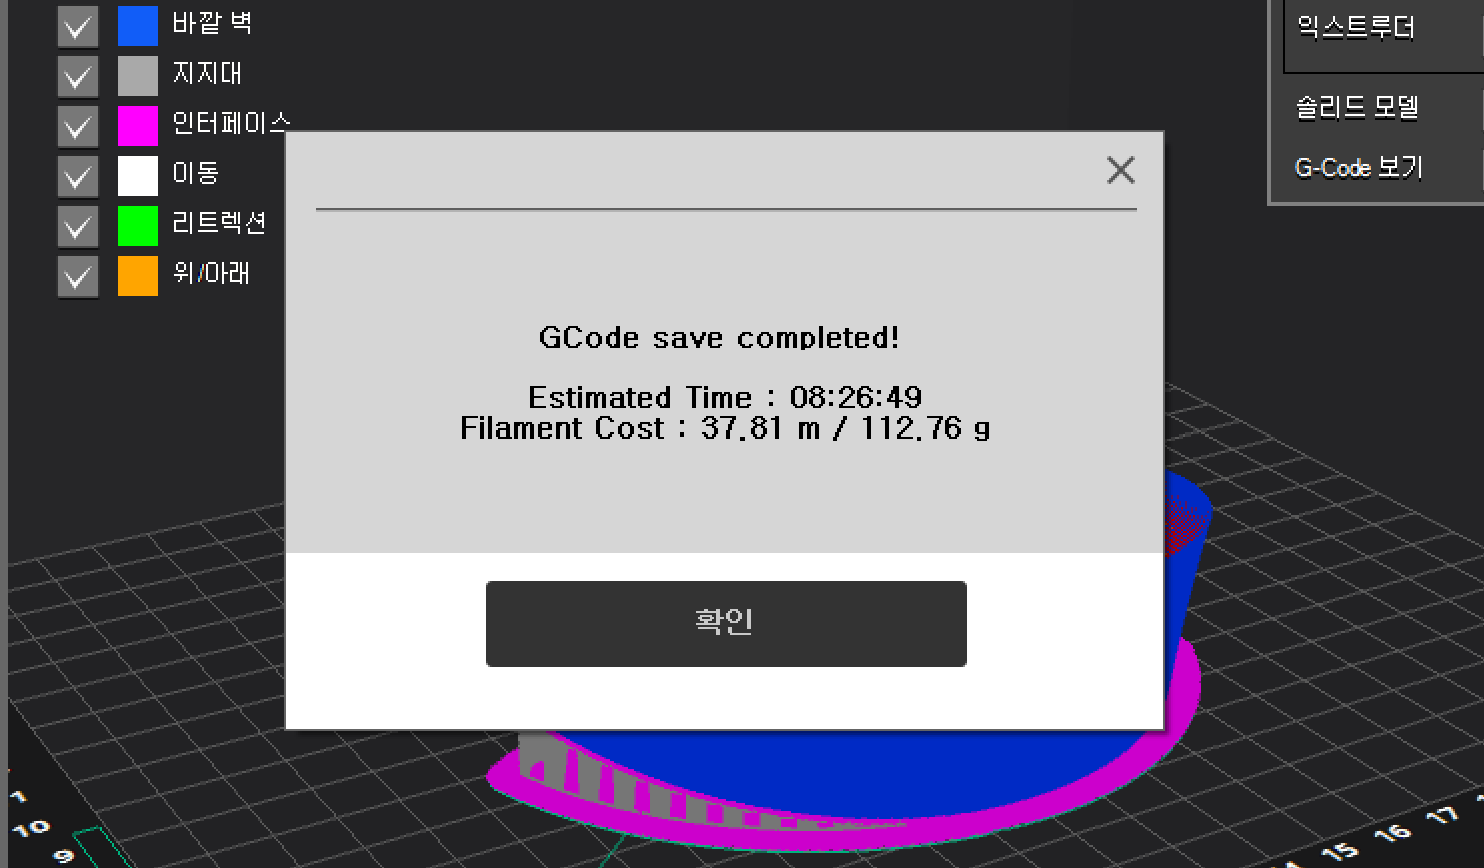 바깥 벽
지지대
인터페이스
이동
리트렉션
위/아래
익스트루더
솔리드 모델
G-Code 보기
GCode save completed!
Estimated Time : 08:26:49
Filament Cost : 37.81 m / 112.76 g
확인
1
10
9
15
16
17